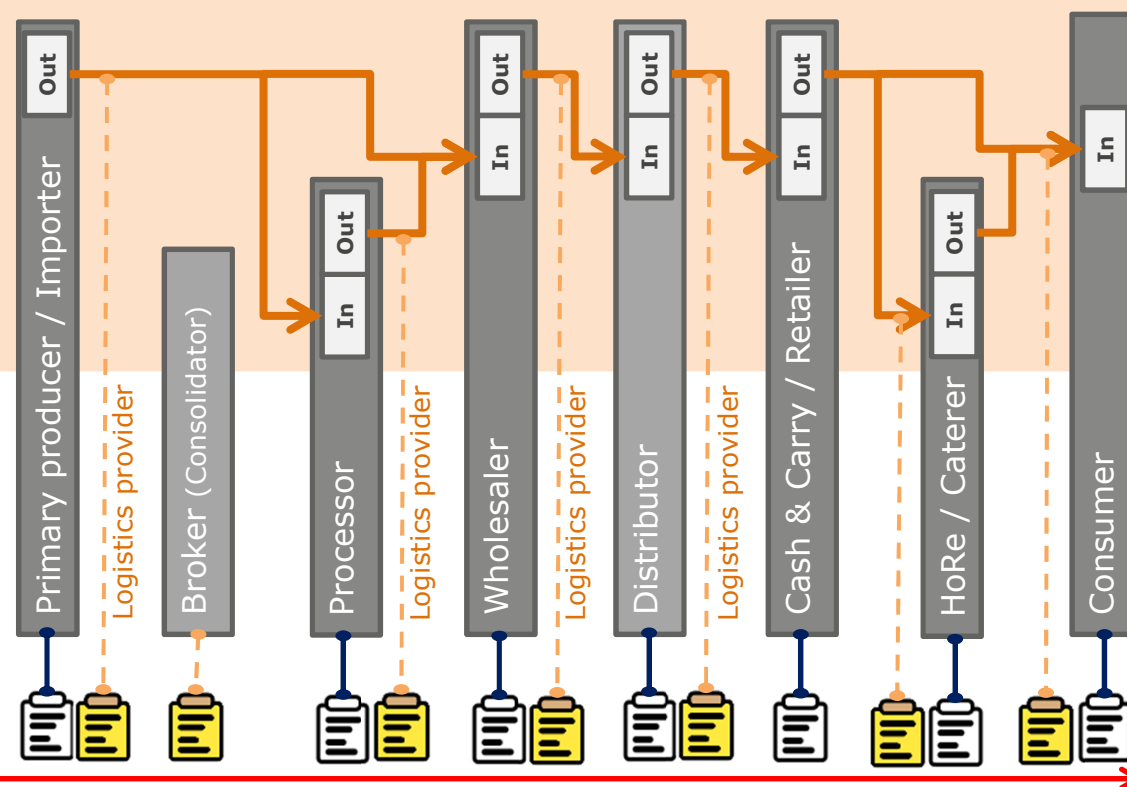 Primary producer / Importer
Out
Logistics provider
Broker (Consolidator)
Processor
In
Out
Logistics provider
Wholesaler
In
Out
Logistics provider
Distributor
In
Out
Logistics provider
Cash & Carry / Retailer
In
Out
HoRe / Caterer
In
Out
Consumer
In